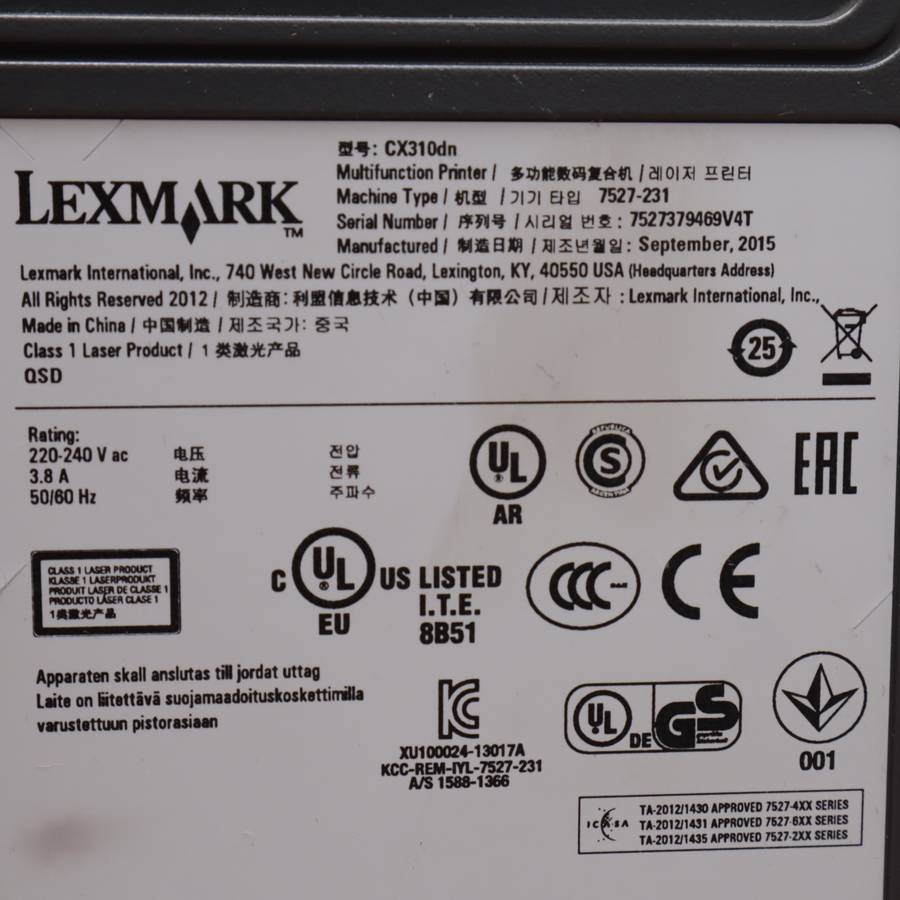 LEXMARK
TM
型号: CX310dn
Multifunction Printer / 多功能数码复合机 / 레이저 프린터
Machine Type / 机型 / 기기 타입 7527-231
Serial Number / 序列号 / 시리얼 번호 : 7527379469V4T
Manufactured / 制造日期 / 제조년월일: September, 2015
Lexmark International, Inc., 740 West New Circle Road, Lexington, KY, 40550 USA (Headquarters Address)
All Rights Reserved 2012 / 制造商: 利盟信息技术 (中国) 有限公司 / 제조자 : Lexmark International, Inc.,
Made in China / 中国制造 / 제조국가: 중국
Class 1 Laser Product / 1 类激光产品
QSD
25
Rating:
220-240 V ac 电压 전압
3.8 A 电流 전류
50/60 Hz 频率 주파수
UL
AR
REPUBLICA
S
ARGENTINA
EAC
CLASS 1 LASER PRODUCT
KLASSE 1 LASERPRODUKT
PRODUIT LASER DE CLASSE 1
PRODUCTO LASER CLASE 1
1类激光产品
C UL US LISTED
EU
I.T.E.
8B51
CCC
CE
Apparaten skall anslutas till jordat uttag
Laite on liitettävä suojamaadoituskoskettimilla
varustettuun pistorasiaan
KC
XU100024-13017A
KCC-REM-IYL-7527-231
A/S 1588-1366
UL
DE
GS
001
ICASA
TA-2012/1430 APPROVED 7527-4XX SERIES
TA-2012/1431 APPROVED 7527-6XX SERIES
TA-2012/1435 APPROVED 7527-2XX SERIES